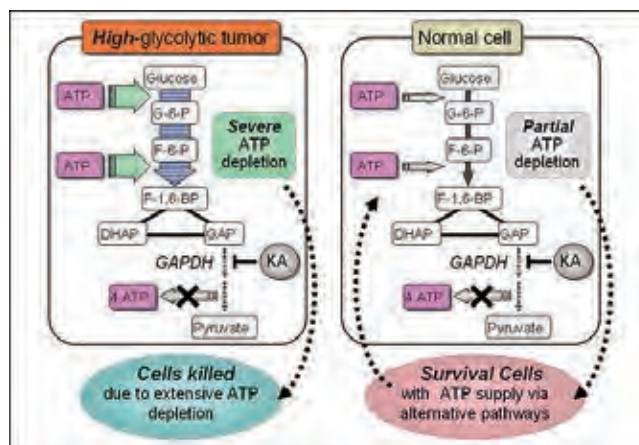 High-glycolytic tumor
ATP
Glucose
G-6-P
ATP
F-6-P
Severe
ATP
depletion
F-1,6-BP
DHAP
GAP
GAPDH
KA
4 ATP
Pyruvate
Cells killed
due to extensive ATP
depletion
Normal cell
ATP
Glucose
G-6-P
ATP
F-6-P
Partial
ATP
depletion
F-1,6-BP
DHAP
GAP
GAPDH
KA
4 ATP
Pyruvate
Survival Cells
with ATP supply via
alternative pathways